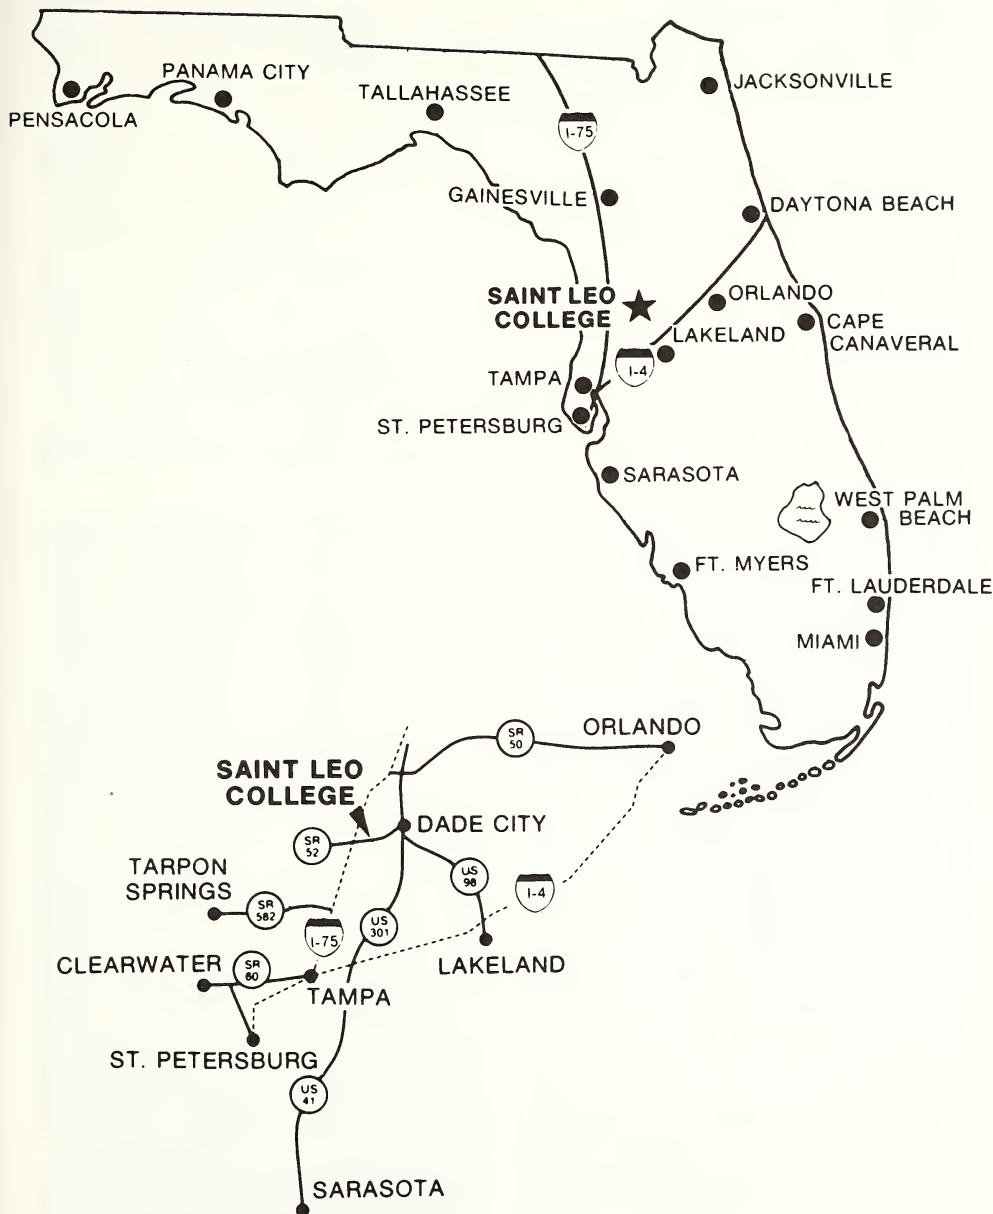 PENSACOLA
PANAMA CITY
TALLAHASSEE
I-75
JACKSONVILLE
GAINESVILLE
DAYTONA BEACH
SAINT LEO
COLLEGE
ORLANDO
CAPE
CANAVERAL
LAKELAND
I-4
TAMPA
ST. PETERSBURG
SARASOTA
WEST PALM
BEACH
FT. MYERS
FT. LAUDERDALE
MIAMI
ORLANDO
SR
50
SAINT LEO
COLLEGE
DADE CITY
SR
52
TARPON
SPRINGS
SR
582
US
98
I-4
I-75
US
301
CLEARWATER
SR
60
LAKELAND
TAMPA
ST. PETERSBURG
US
41
SARASOTA